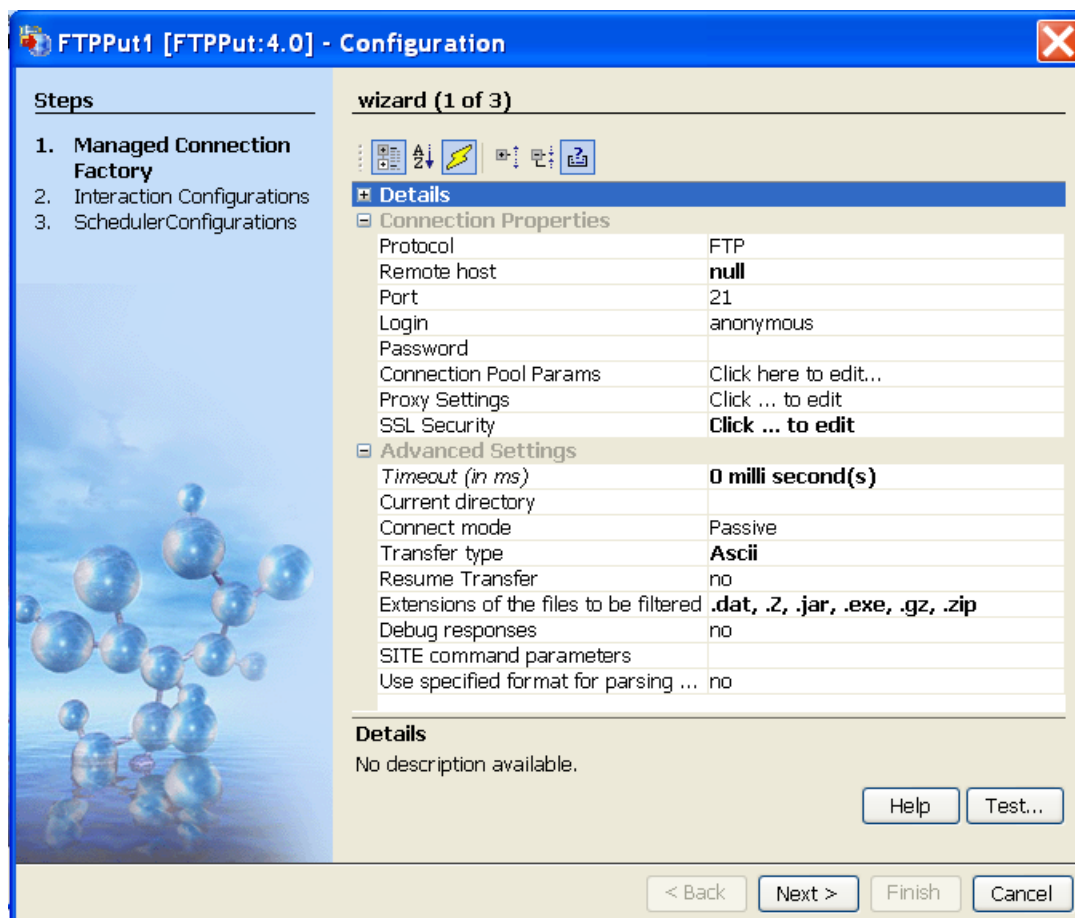 FTPPut1 [FTPPut:4.0] - Configuration
Steps
1. Managed Connection
Factory
2. Interaction Configurations
3. SchedulerConfigurations
wizard (1 of 3)
Details
Connection Properties
Protocol FTP
Remote host null
Port 21
Login anonymous
Password
Connection Pool Params Click here to edit...
Proxy Settings Click ... to edit
SSL Security Click ... to edit
Advanced Settings
Timeout (in ms) 0 milli second(s)
Current directory
Connect mode Passive
Transfer type Ascii
Resume Transfer no
Extensions of the files to be filtered .dat, .Z, .jar, .exe, .gz, .zip
Debug responses no
SITE command parameters
Use specified format for parsing ... no
Details
No description available.
Help Test...
< Back Next > Finish Cancel